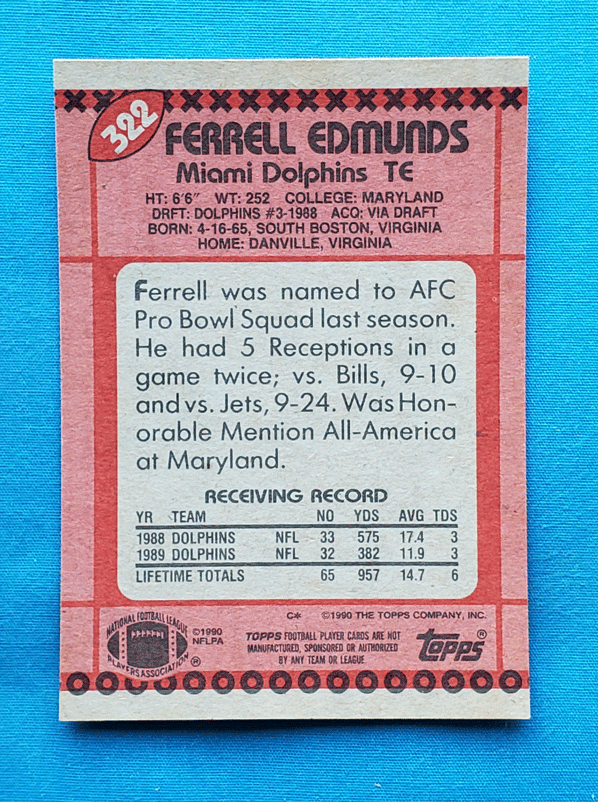 322
FERRELL EDMUNDS
Miami Dolphins TE
HT: 6'6" WT: 252 COLLEGE: MARYLAND
DRFT: DOLPHINS #3-1988 ACQ: VIA DRAFT
BORN: 4-16-65, SOUTH BOSTON, VIRGINIA
HOME: DANVILLE, VIRGINIA
Ferrell was named to AFC
Pro Bowl Squad last season.
He had 5 Receptions in a
game twice; vs. Bills, 9-10
and vs. Jets, 9-24. Was Hon-
orable Mention All-America
at Maryland.
RECEIVING RECORD
YR TEAM NO YDS AVG TDS
1988 DOLPHINS NFL 33 575 17.4 3
1989 DOLPHINS NFL 32 382 11.9 3
LIFETIME TOTALS 65 957 14.7 6
C* ©1990 THE TOPPS COMPANY, INC.
NATIONAL FOOTBALL LEAGUE
PLAYERS
PLAYERS ASSOCIATION ®
©1990
NFLPA
TOPPS FOOTBALL PLAYER CARDS ARE NOT
MANUFACTURED, SPONSORED OR AUTHORIZED
BY ANY TEAM OR LEAGUE.
topps®